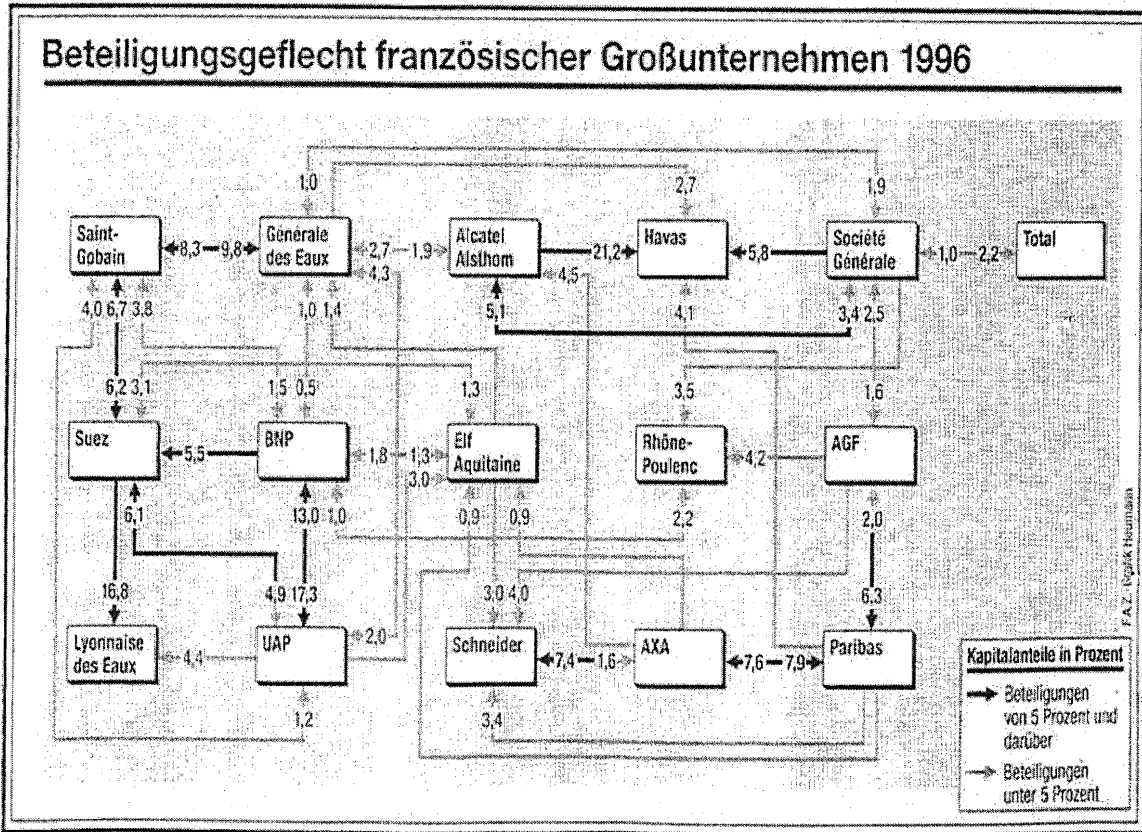 Beteiligungsgeflecht französischer Großunternehmen 1996
1,0 2,7 1,9
Saint-
Gobain
8,3 9,8
Générale
des Eaux
2,7 1,9
4,3
Alcatel
Alsthom
21,2
4,5
Havas
5,8
Société
Générale
1,0 2,2
Total
4,0 6,7 3,8 1,0 1,4 5,1 4,1 3,4 2,5
6,2 3,1 1,5 0,5 1,3 3,5 1,6
Suez
5,5
BNP
1,8 1,3
3,0
Elf
Aquitaine
Rhône-
Poulenc
4,2
AGF
6,1 13,0 1,0 0,9 0,9 2,2 2,0
16,8 4,9 17,3 3,0 4,0 6,3
Lyonnaise
des Eaux
4,4
UAP
2,0
Schneider
7,4 1,6
AXA
7,6 7,9
Paribas
1,2 3,4
Kapitalanteile in Prozent
Beteiligungen
von 5 Prozent und
darüber
Beteiligungen
unter 5 Prozent
F.A.Z. Grafik Heumann